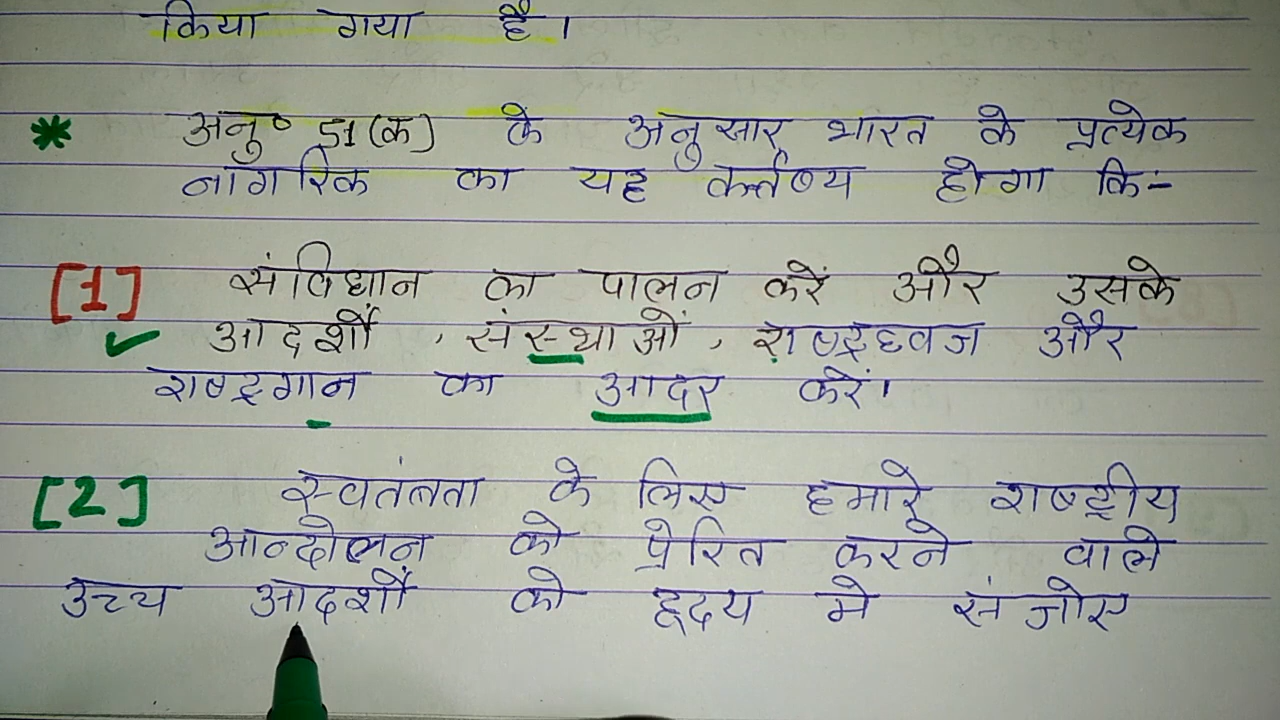 किया गया है।
* अनु० 51(क) के अनुसार भारत के प्रत्येक
नागरिक का यह कर्त्तव्य होगा कि-
[1] संविधान का पालन करें और उसके
आदर्शों, संस्थाओं, राष्ट्रध्वज और
राष्ट्रगान का आदर करें।
[2] स्वतंत्रता के लिए हमारे राष्ट्रीय
आन्दोलन को प्रेरित करने वाले
उच्च आदर्शों को हृदय मे संजोए